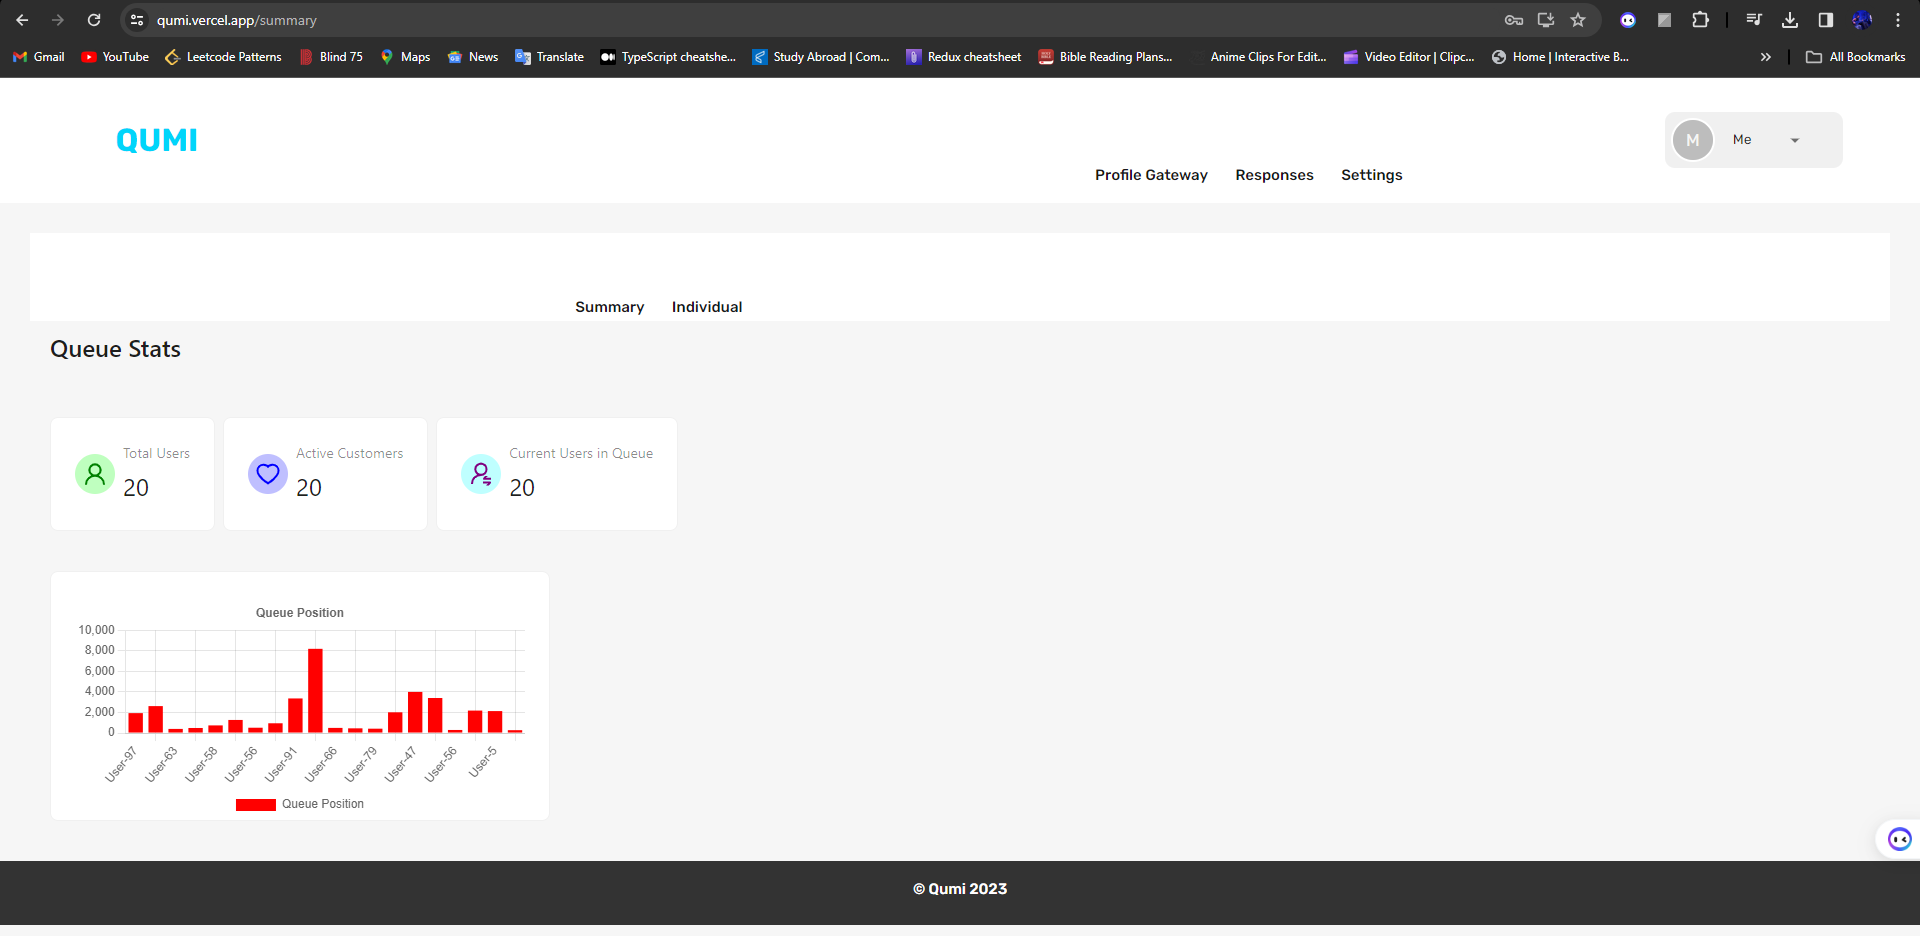 qumi.vercel.app/summary
Gmail YouTube Leetcode Patterns Blind 75 Maps News Translate TypeScript cheatshe... Study Abroad | Com... Redux cheatsheet Bible Reading Plans... Anime Clips For Edit... Video Editor | Clipc... Home | Interactive B... All Bookmarks
QUMI
M Me
Profile Gateway Responses Settings
Summary Individual
Queue Stats
Total Users
20
Active Customers
20
Current Users in Queue
20
Queue Position
10,000
8,000
6,000
4,000
2,000
0
User-97 User-63 User-58 User-56 User-91 User-66 User-79 User-47 User-56 User-5
Queue Position
© Qumi 2023